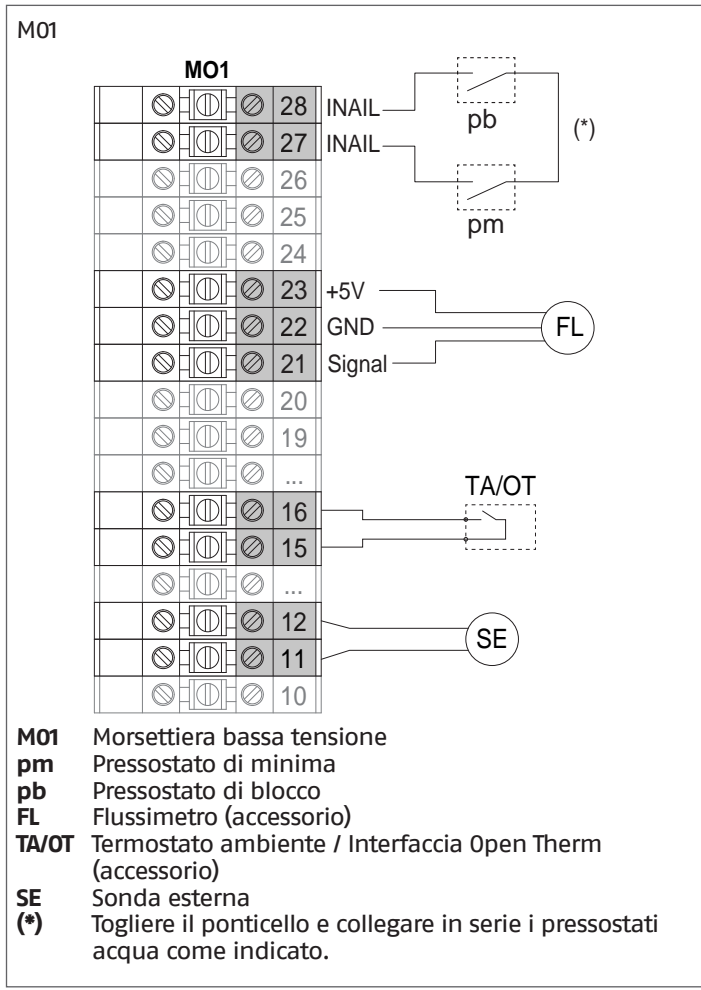 M01
MO1
28 INAIL
pb
(*)
27 INAIL
26
pm
25
24
23 +5V
22 GND
FL
21 Signal
20
19
...
TA/OT
16
15
...
12
SE
11
10
M01 Morsettiera bassa tensione
pm Pressostato di minima
pb Pressostato di blocco
FL Flussimetro (accessorio)
TA/OT Termostato ambiente / Interfaccia Open Therm
(accessorio)
SE Sonda esterna
(*) Togliere il ponticello e collegare in serie i pressostati
acqua come indicato.